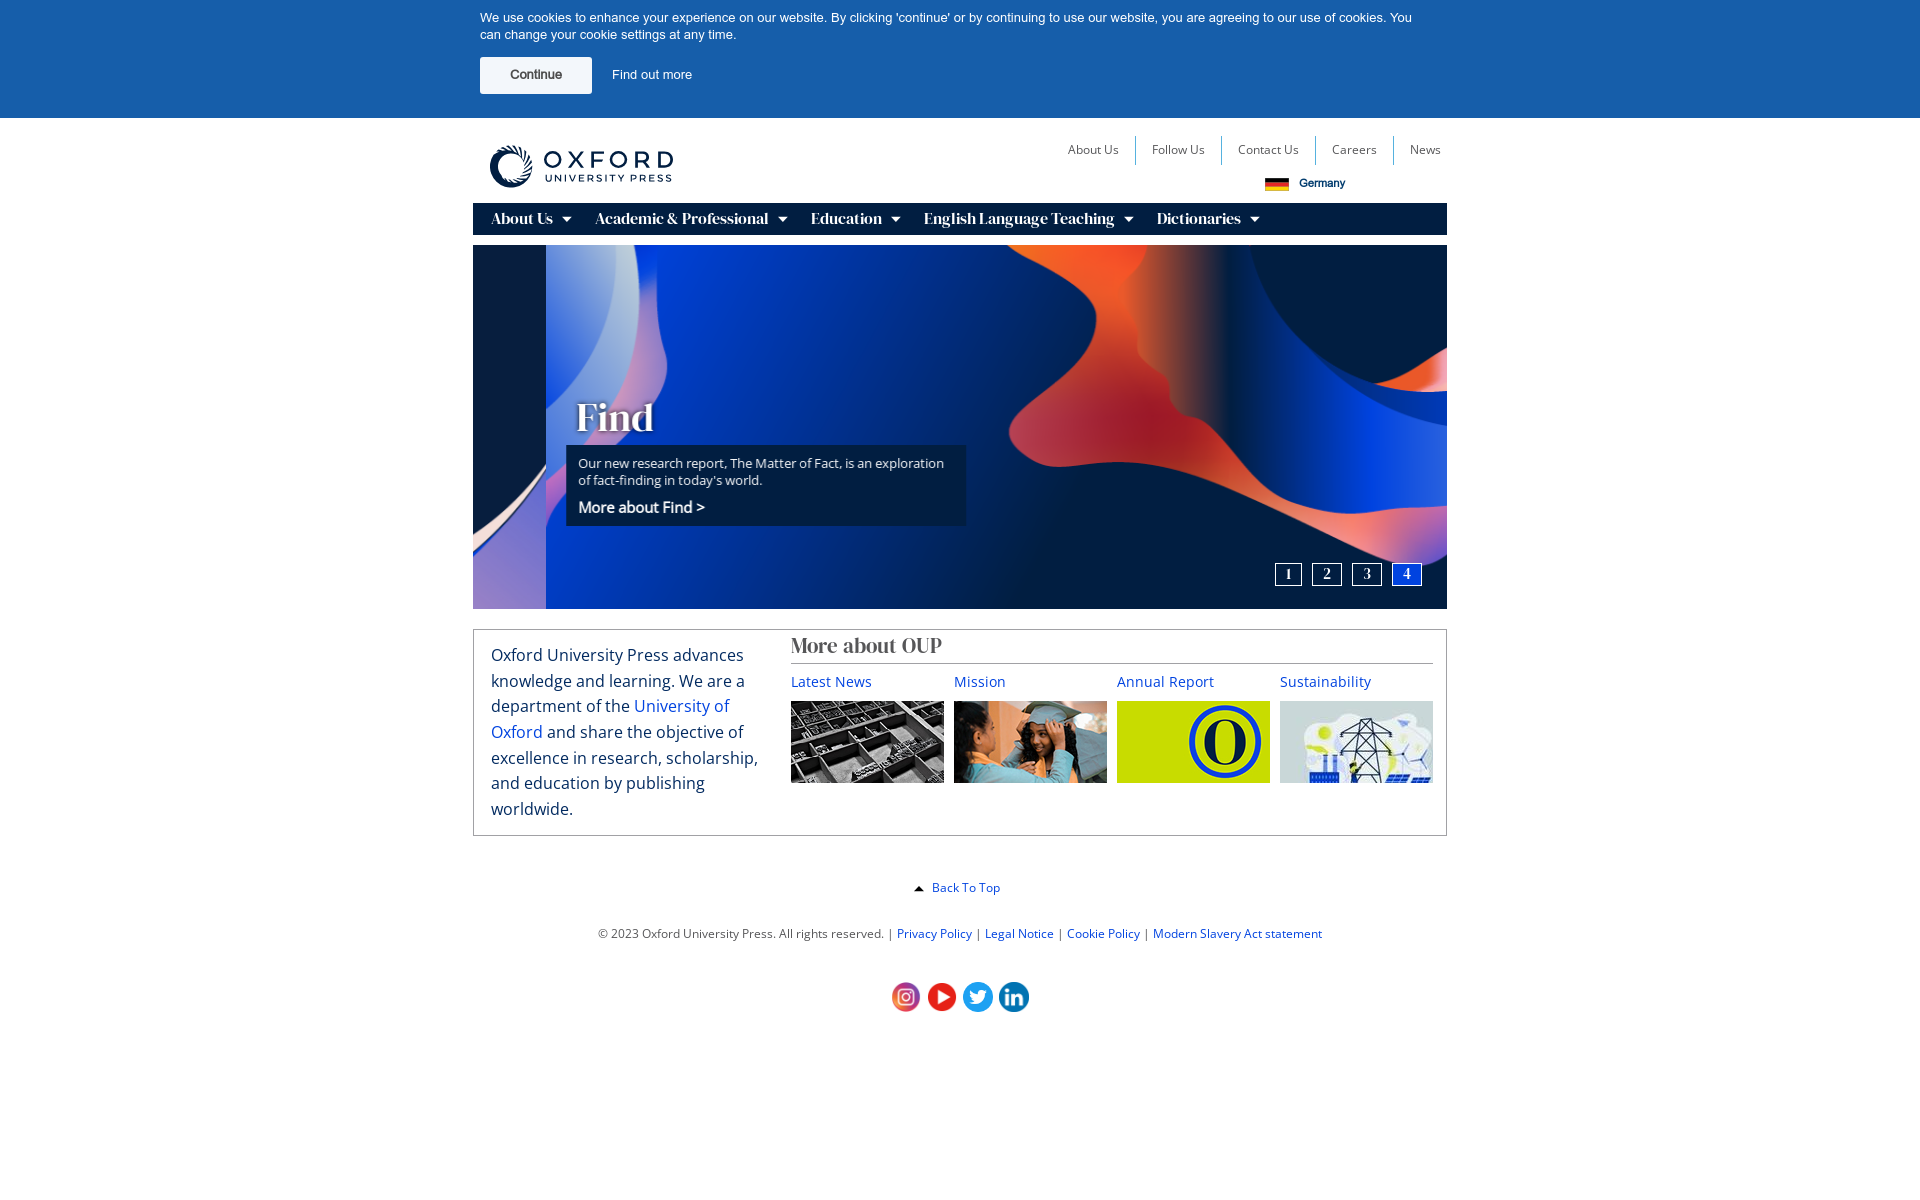 We use cookies to enhance your experience on our website. By clicking 'continue' or by continuing to use our website, you are agreeing to our use of cookies. You
can change your cookie settings at any time.
Continue
Find out more
OXFORD
UNIVERSITY PRESS
About Us
Follow Us
Contact Us
Careers
News
Germany
About Us
Academic & Professional
Education
English Language Teaching
Dictionaries
Find
Our new research report, The Matter of Fact, is an exploration
of fact-finding in today's world.
More about Find >
1
2
3
4
Oxford University Press advances
knowledge and learning. We are a
department of the University of
Oxford and share the objective of
excellence in research, scholarship,
and education by publishing
worldwide.
More about OUP
Latest News
Mission
Annual Report
Sustainability
O
Back To Top
© 2023 Oxford University Press. All rights reserved. | Privacy Policy | Legal Notice | Cookie Policy | Modern Slavery Act statement
in